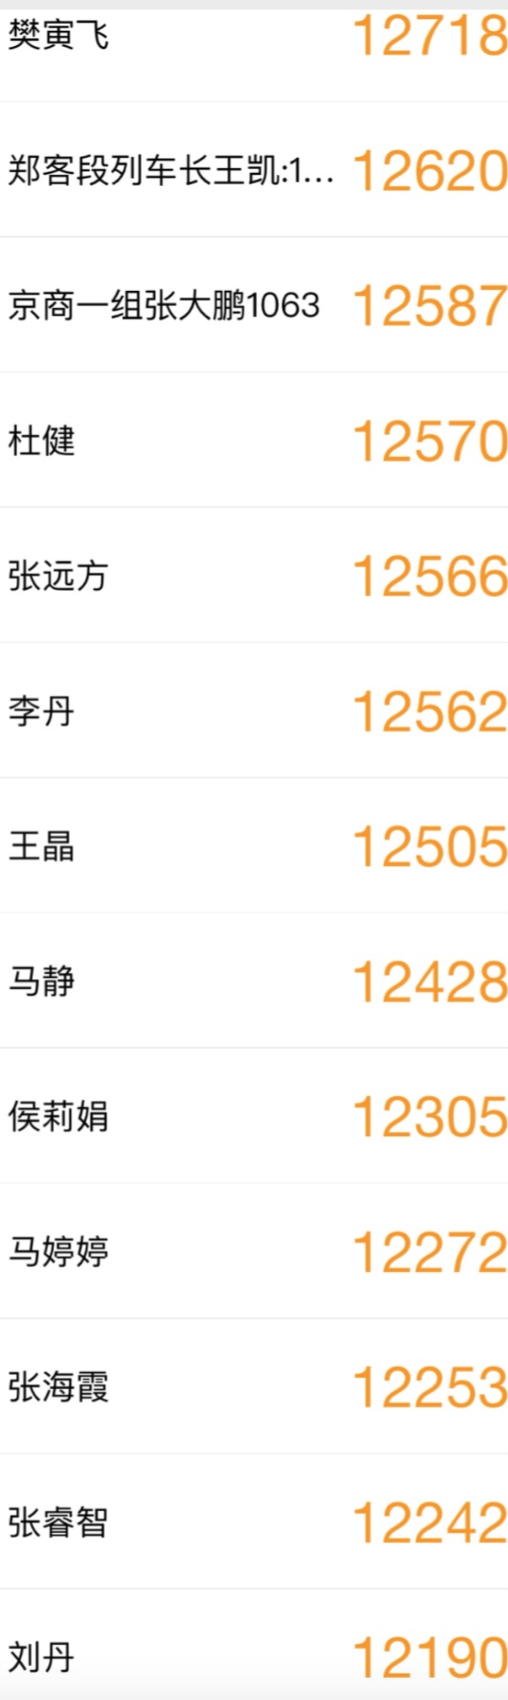 樊寅飞 12718
郑客段列车长王凯:1... 12620
京商一组张大鹏1063 12587
杜健 12570
张远方 12566
李丹 12562
王晶 12505
马静 12428
侯莉娟 12305
马婷婷 12272
张海霞 12253
张睿智 12242
刘丹 12190